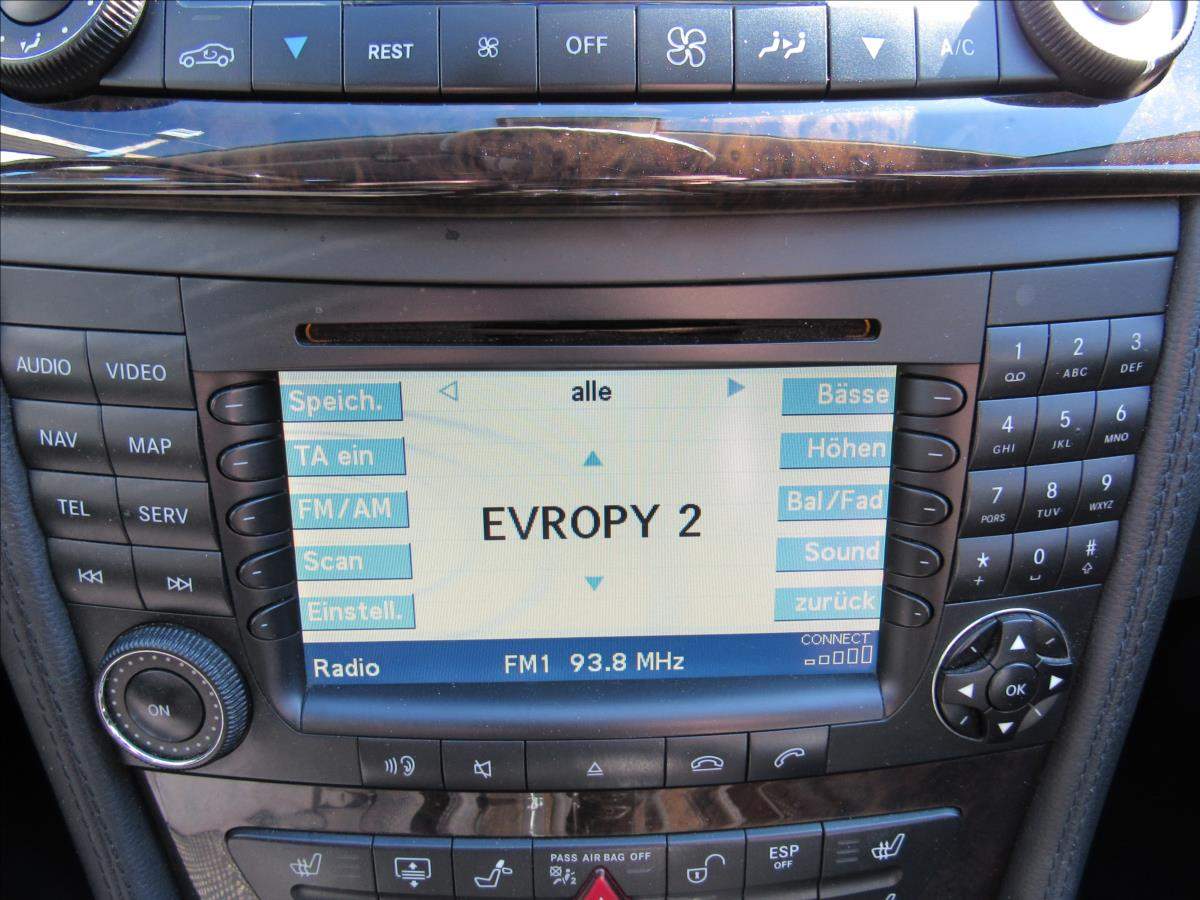 REST
OFF
A/C
AUDIO
VIDEO
NAV
MAP
TEL
SERV
ON
Speich.
TA ein
FM/AM
Scan
Einstell.
alle
EVROPY 2
Bässe
Höhen
Bal/Fad
Sound
zurück
Radio
FM1 93.8 MHz
CONNECT
1
2 ABC
3 DEF
4 GHI
5 JKL
6 MNO
7 PQRS
8 TUV
9 WXYZ
* +
0
#
OK
PASS AIR BAG OFF
2
ESP
OFF